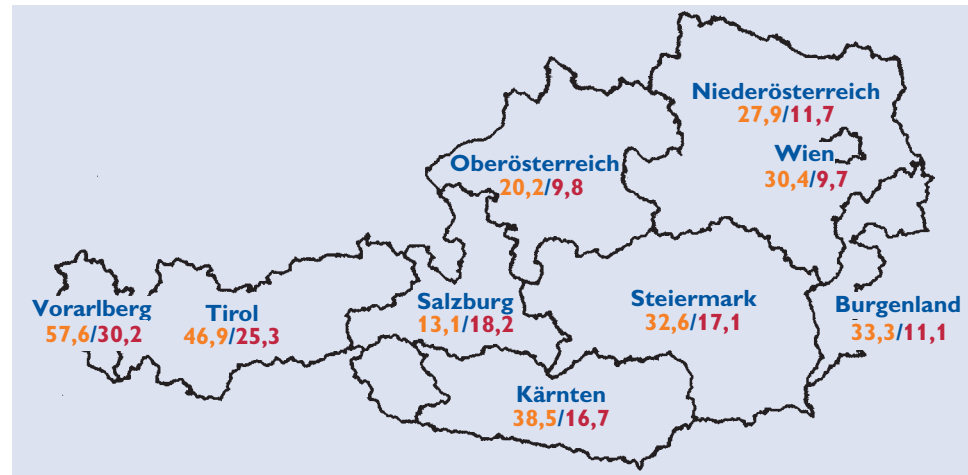 Niederösterreich
27,9/11,7
Wien
30,4/9,7
Oberösterreich
20,2/9,8
Vorarlberg
57,6/30,2
Tirol
46,9/25,3
Salzburg
13,1/18,2
Steiermark
32,6/17,1
Burgenland
33,3/11,1
Kärnten
38,5/16,7